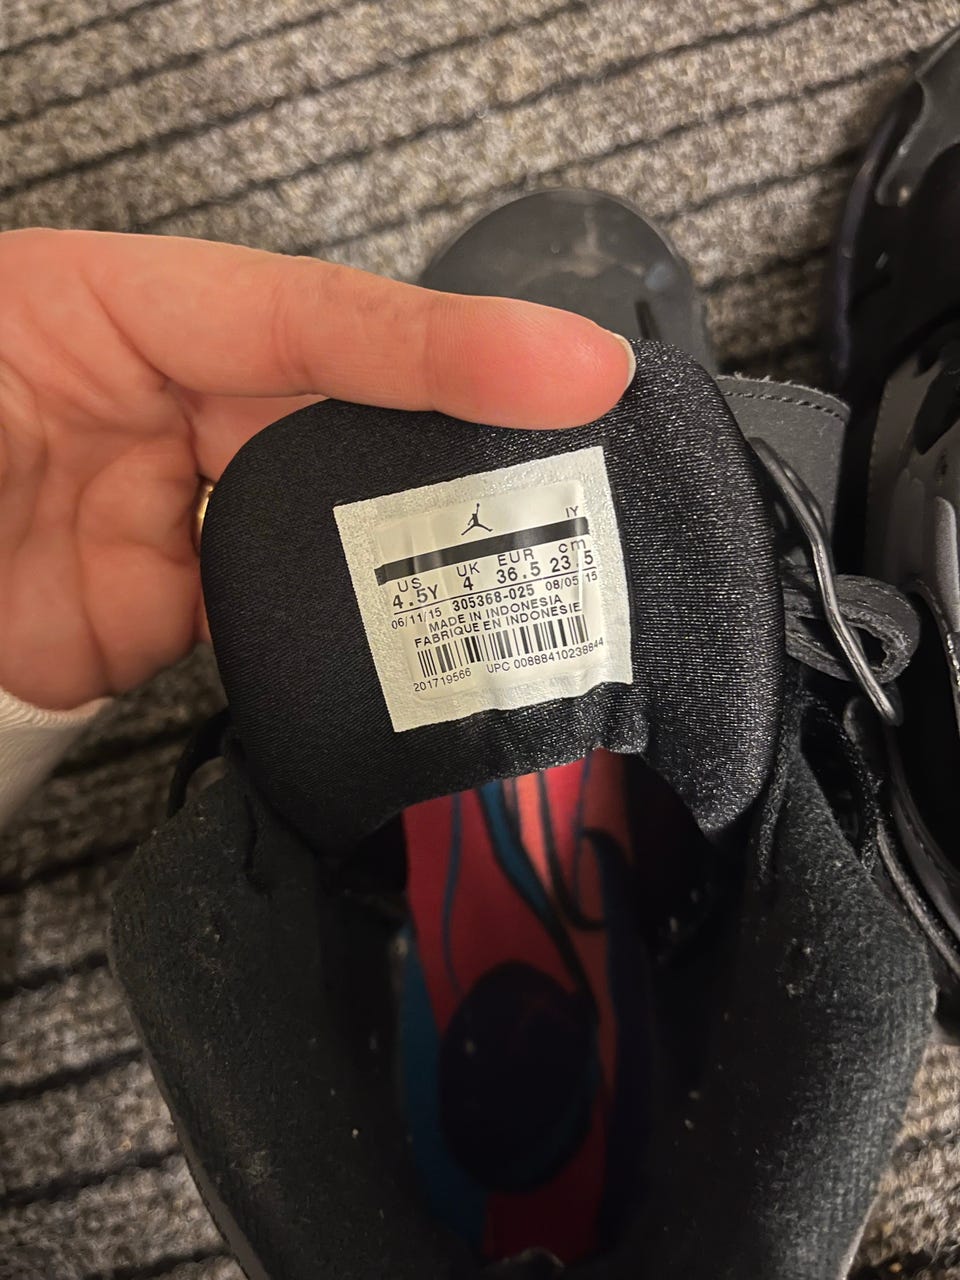 IY
US UK EUR cm
4.5Y 4 36.5 23.5
06/11/15 305368-025 08/05/15
MADE IN INDONESIA
FABRIQUE EN INDONESIE
201719566 UPC 00888410238844